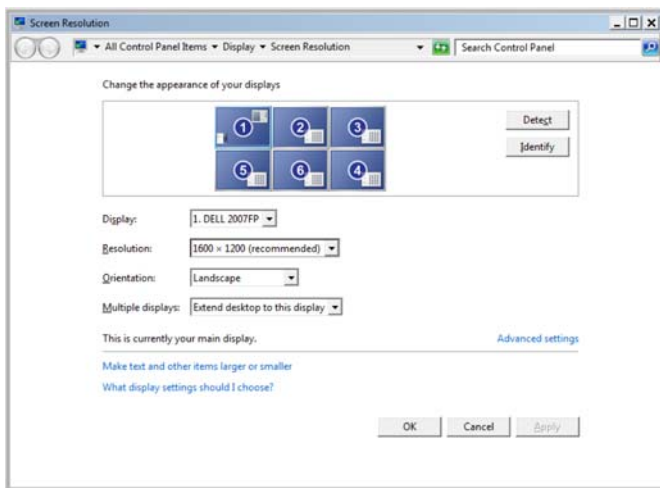 Screen Resolution
All Control Panel Items Display Screen Resolution Search Control Panel
Change the appearance of your displays
1 2 3 Detect
Identify
5 6 4
Display: 1. DELL 2007FP
Resolution: 1600 × 1200 (recommended)
Orientation: Landscape
Multiple displays: Extend desktop to this display
This is currently your main display. Advanced settings
Make text and other items larger or smaller
What display settings should I choose?
OK Cancel Apply